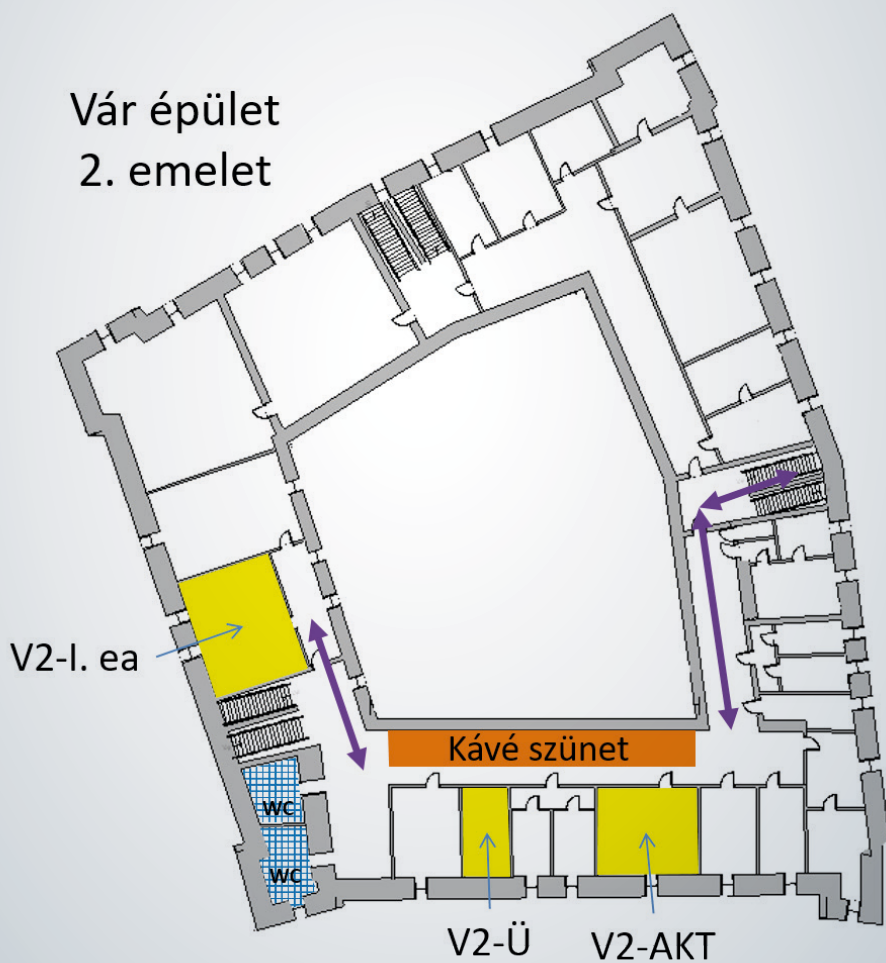 Vár épület
2. emelet
V2-I. ea
Kávé szünet
WC
WC
V2-Ü
V2-AKT